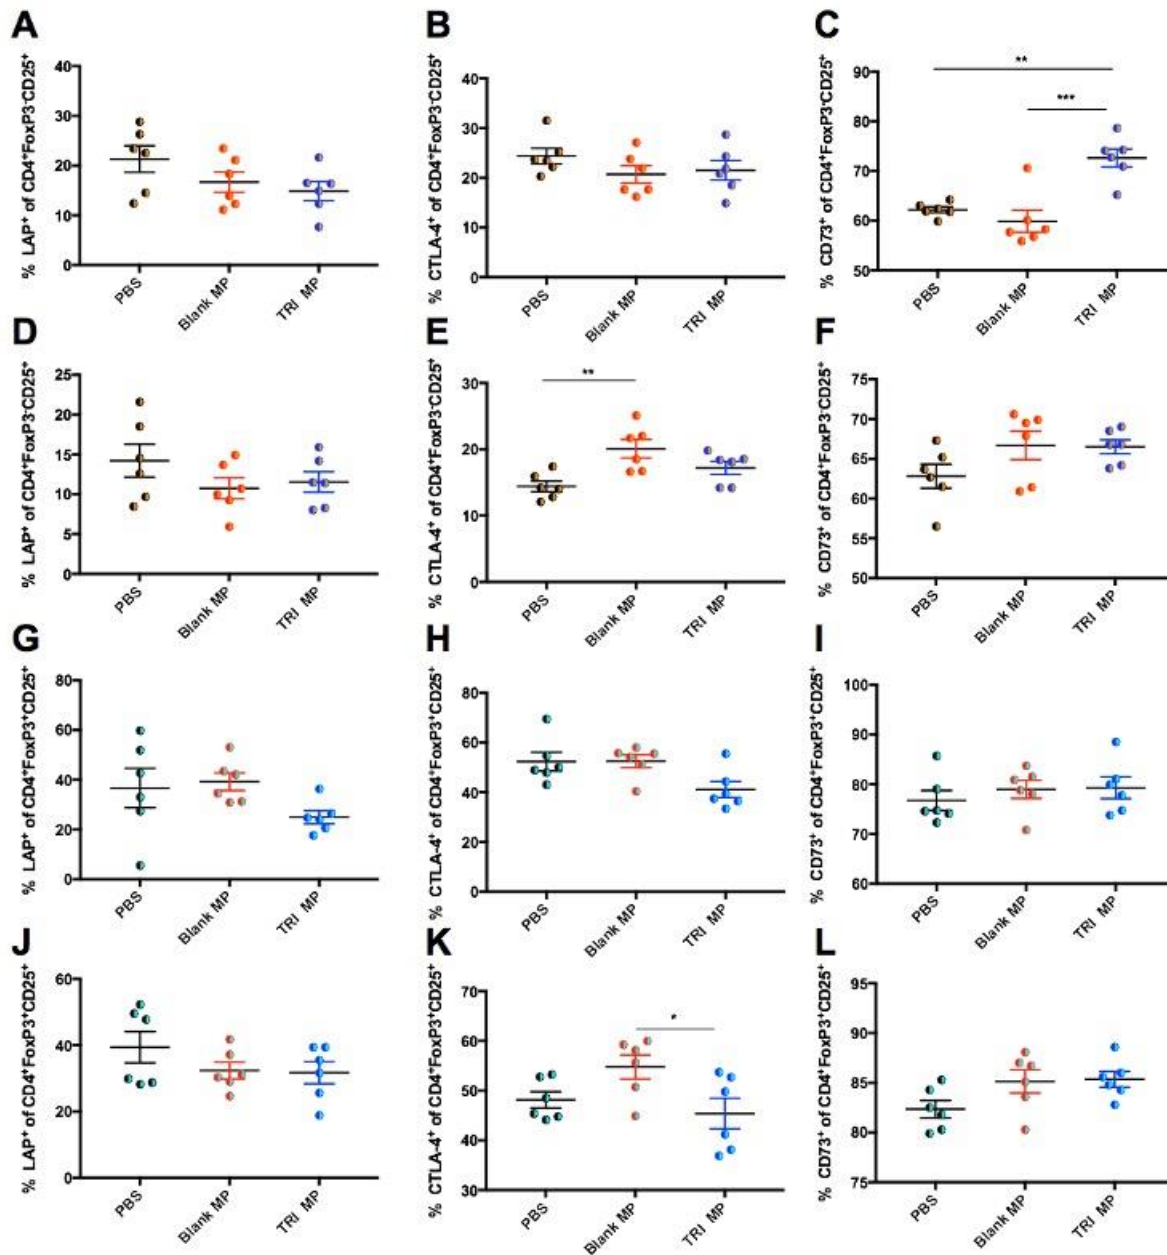 A
% LAP⁺ of CD4⁺FoxP3⁻CD25⁺
40
30
20
10
0
PBS
Blank MP
TRI MP
B
% CTLA-4⁺ of CD4⁺FoxP3⁻CD25⁺
40
30
20
10
0
PBS
Blank MP
TRI MP
C
% CD73⁺ of CD4⁺FoxP3⁻CD25⁺
90
80
70
60
50
**
***
PBS
Blank MP
TRI MP
D
% LAP⁺ of CD4⁺FoxP3⁻CD25⁺
25
20
15
10
5
0
PBS
Blank MP
TRI MP
E
% CTLA-4⁺ of CD4⁺FoxP3⁻CD25⁺
30
20
10
0
**
PBS
Blank MP
TRI MP
F
% CD73⁺ of CD4⁺FoxP3⁻CD25⁺
75
70
65
60
55
50
PBS
Blank MP
TRI MP
G
% LAP⁺ of CD4⁺FoxP3⁺CD25⁺
80
60
40
20
0
PBS
Blank MP
TRI MP
H
% CTLA-4⁺ of CD4⁺FoxP3⁺CD25⁺
80
60
40
20
0
PBS
Blank MP
TRI MP
I
% CD73⁺ of CD4⁺FoxP3⁺CD25⁺
100
90
80
70
60
PBS
Blank MP
TRI MP
J
% LAP⁺ of CD4⁺FoxP3⁺CD25⁺
60
40
20
0
PBS
Blank MP
TRI MP
K
% CTLA-4⁺ of CD4⁺FoxP3⁺CD25⁺
70
60
50
40
30
*
PBS
Blank MP
TRI MP
L
% CD73⁺ of CD4⁺FoxP3⁺CD25⁺
95
90
85
80
75
PBS
Blank MP
TRI MP